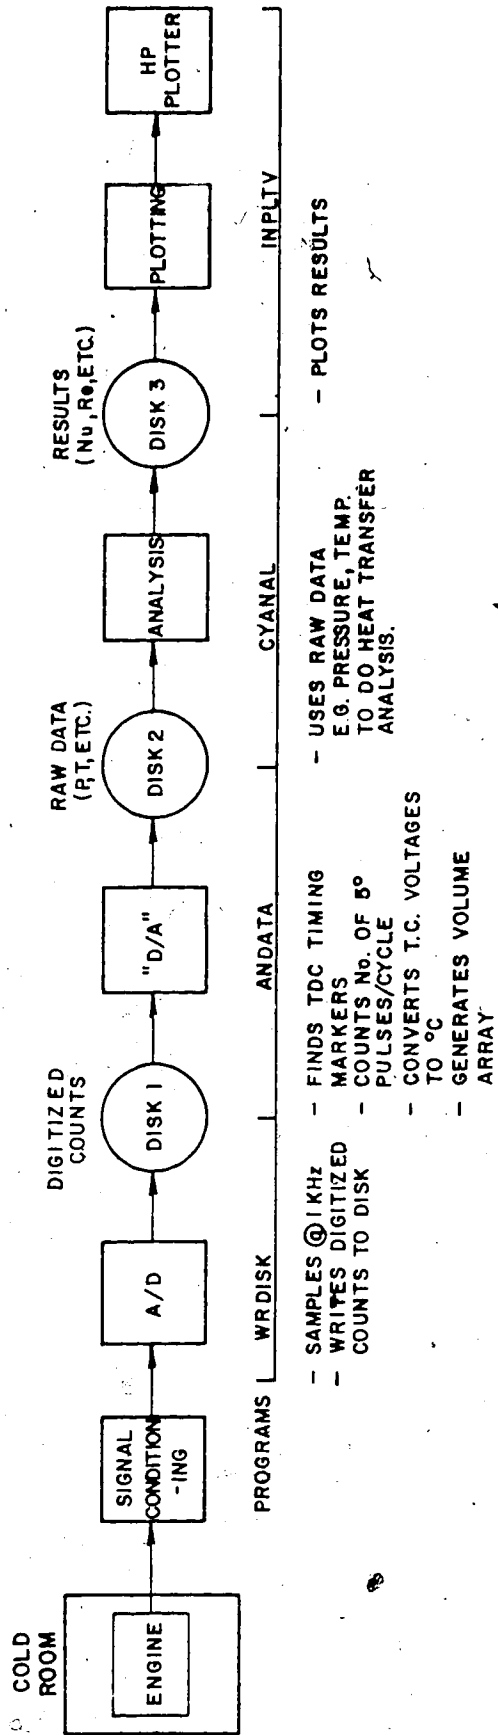 COLD
ROOM
ENGINE
SIGNAL
CONDITION
-ING
A/D
DIGITIZED
COUNTS
DISK 1
"D/A"
RAW DATA
(P,T, ETC.)
DISK 2
ANALYSIS
RESULTS
(Nu, Re, ETC.)
DISK 3
PLOTTING
HP
PLOTTER
PROGRAMS
WRDISK
ANDATA
CYANAL
INPLTV
- SAMPLES @ 1 KHz
- WRITES DIGITIZED
COUNTS TO DISK
- FINDS TDC TIMING
MARKERS
- COUNTS No. OF 5°
PULSES/CYCLE
- CONVERTS T.C. VOLTAGES
TO °C
- GENERATES VOLUME
ARRAY
- USES RAW DATA
E.G. PRESSURE, TEMP.
TO DO HEAT TRANSFER
ANALYSIS.
- PLOTS RESULTS